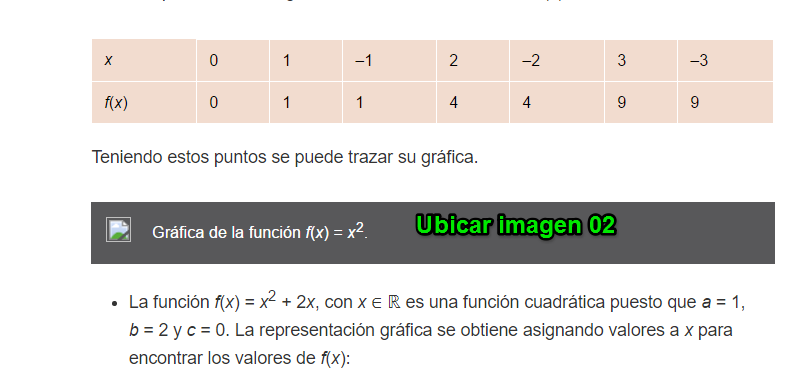 x 0 1 –1 2 –2 3 –3
f(x) 0 1 1 4 4 9 9
Teniendo estos puntos se puede trazar su gráfica.
Gráfica de la función f(x) = x². Ubicar imagen 02
• La función f(x) = x² + 2x, con x ∈ ℝ es una función cuadrática puesto que a = 1,
b = 2 y c = 0. La representación gráfica se obtiene asignando valores a x para
encontrar los valores de f(x):